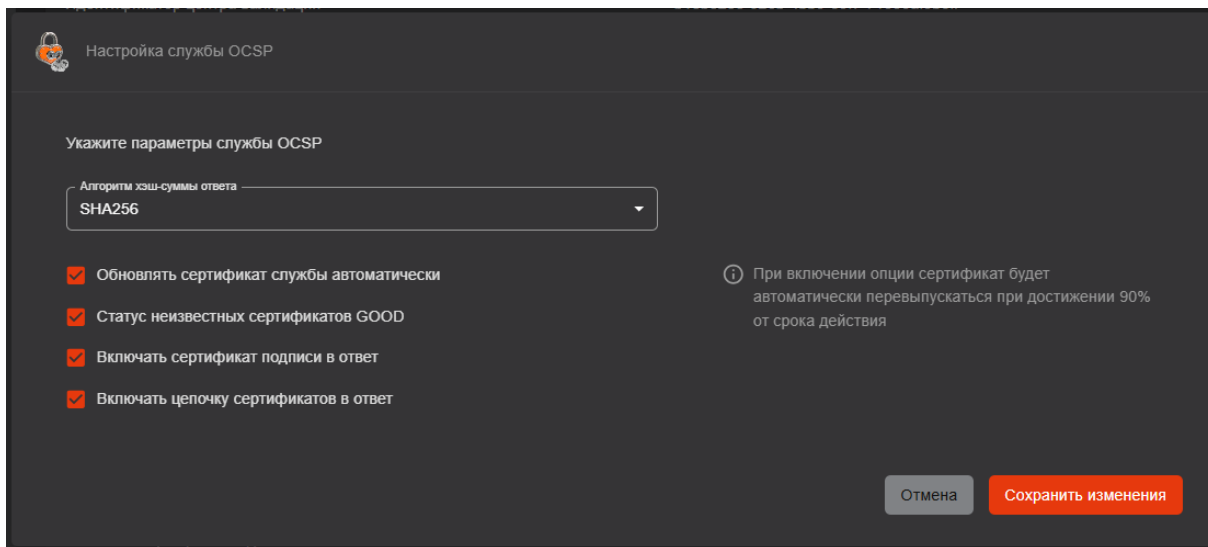 Настройка службы OCSP
Укажите параметры службы OCSP
Алгоритм хэш-суммы ответа
SHA256
Обновлять сертификат службы автоматически
При включении опции сертификат будет
автоматически перевыпускаться при достижении 90%
от срока действия
Статус неизвестных сертификатов GOOD
Включать сертификат подписи в ответ
Включать цепочку сертификатов в ответ
Отмена
Сохранить изменения